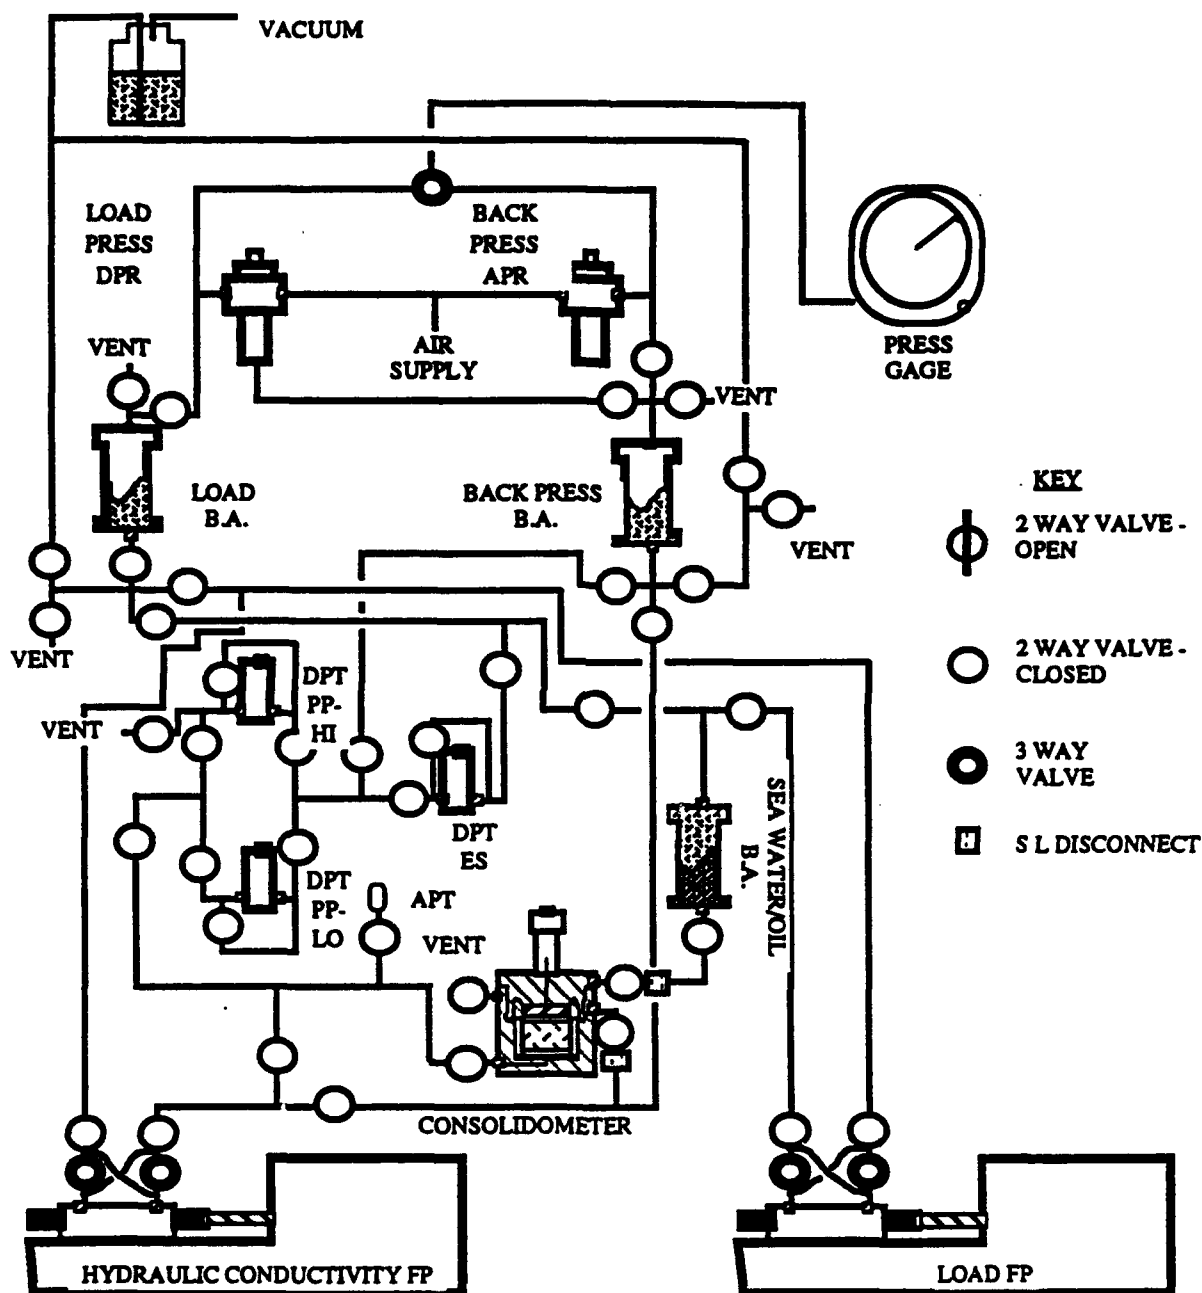 VACUUM
LOAD
PRESS
DPR
BACK
PRESS
APR
AIR
SUPPLY
PRESS
GAGE
VENT
VENT
LOAD
B.A.
BACK PRESS
B.A.
VENT
KEY
2 WAY VALVE -
OPEN
2 WAY VALVE -
CLOSED
3 WAY
VALVE
S L DISCONNECT
VENT
VENT
DPT
PP-
HI
DPT
ES
DPT
PP-
LO
APT
VENT
SEA WATER/OIL
B.A.
CONSOLIDOMETER
HYDRAULIC CONDUCTIVITY FP
LOAD FP